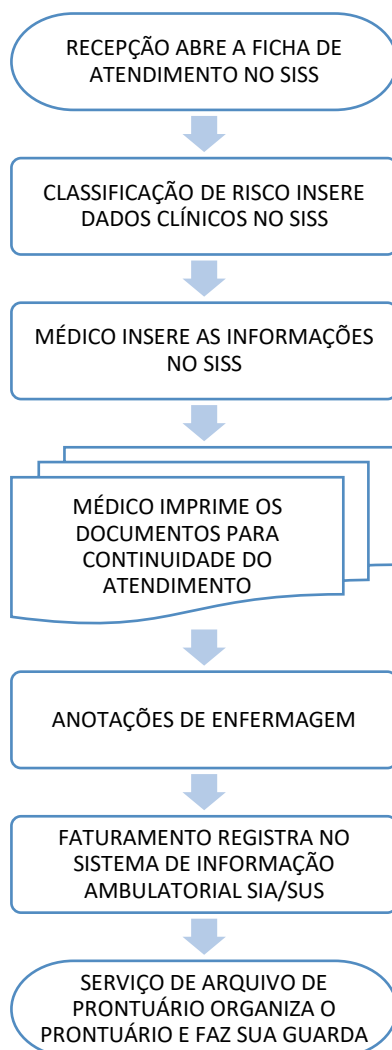 RECEPÇÃO ABRE A FICHA DE
ATENDIMENTO NO SISS
CLASSIFICAÇÃO DE RISCO INSERE
DADOS CLÍNICOS NO SISS
MÉDICO INSERE AS INFORMAÇÕES
NO SISS
MÉDICO IMPRIME OS
DOCUMENTOS PARA
CONTINUIDADE DO
ATENDIMENTO
ANOTAÇÕES DE ENFERMAGEM
FATURAMENTO REGISTRA NO
SISTEMA DE INFORMAÇÃO
AMBULATORIAL SIA/SUS
SERVIÇO DE ARQUIVO DE
PRONTUÁRIO ORGANIZA O
PRONTUÁRIO E FAZ SUA GUARDA